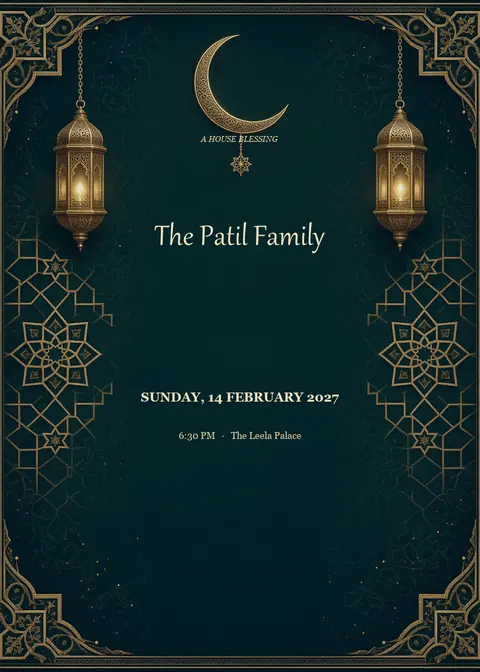 A HOUSE BLESSING
The Patil Family
SUNDAY, 14 FEBRUARY 2027
6:30 PM · The Leela Palace